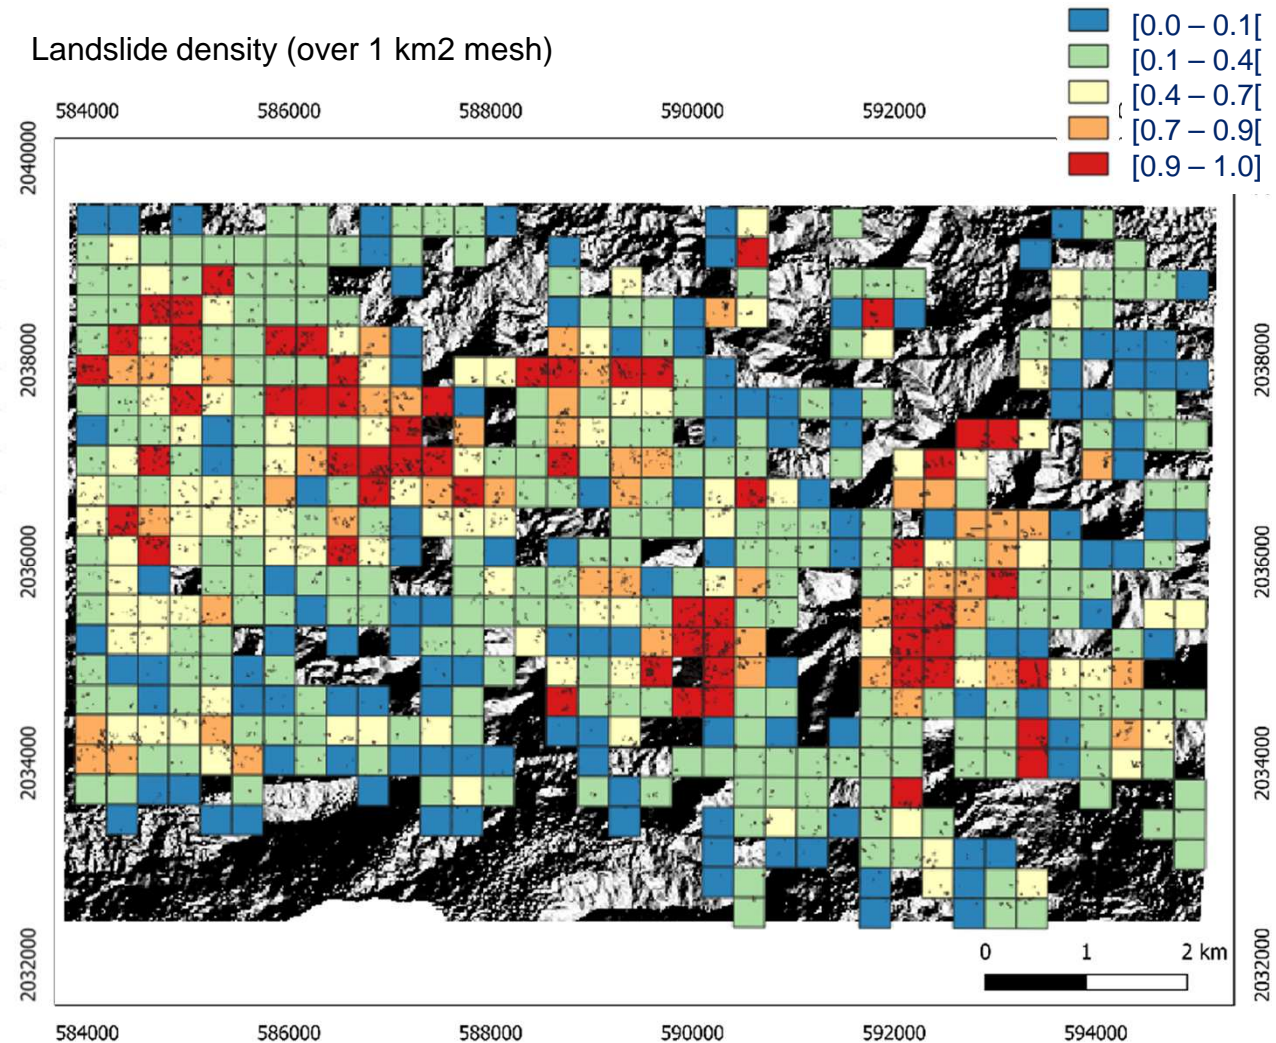 [0.0 – 0.1[
Landslide density (over 1 km2 mesh)
[0.1 – 0.4[
[0.4 – 0.7[
584000 586000 588000 590000 592000
[0.7 – 0.9[
[0.9 – 1.0]
2040000
2038000 2038000
2036000 2036000
2034000 2034000
0 1 2 km
2032000 2032000
584000 586000 588000 590000 592000 594000